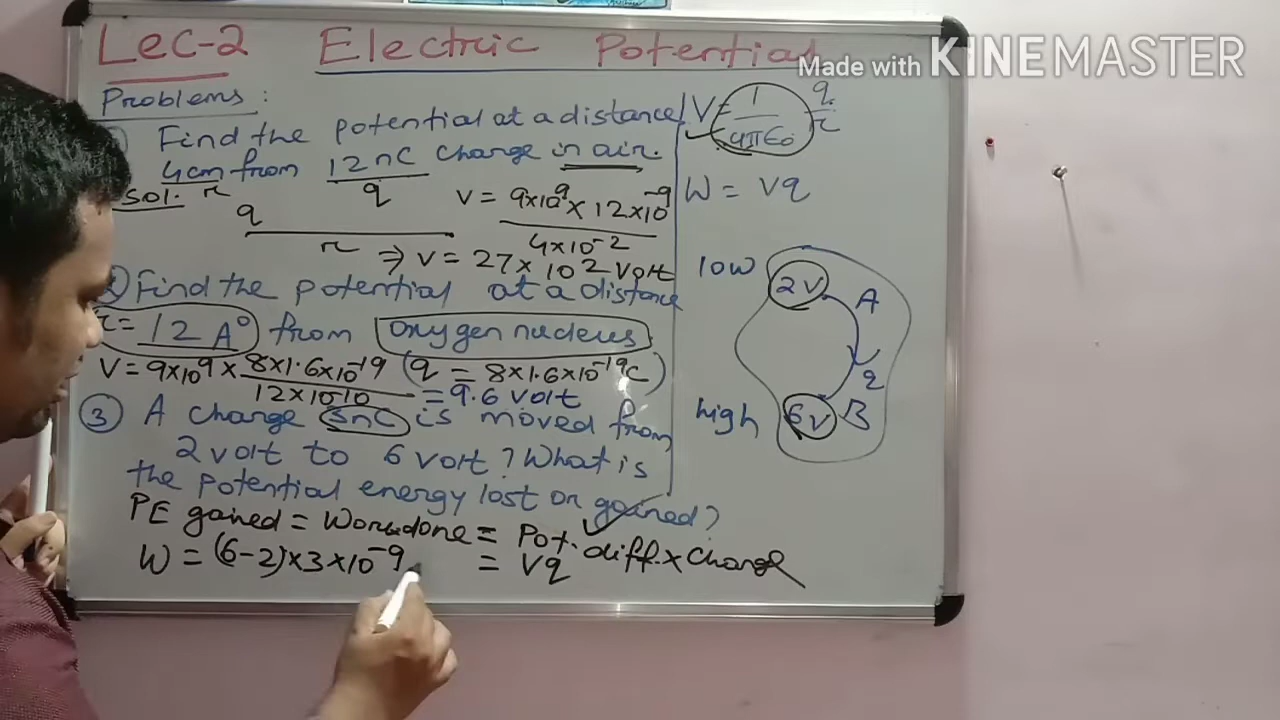 Lec-2 Electric Potential
Made with KINEMASTER
Problems :
Find the potential at a distance
4cm from 12nC charge in air.
r q
Sol.
q
r
V = 9×10⁹ × 12×10⁻⁹
4×10⁻²
⇒ V = 27×10² Volt
② Find the potential at a distance
r = 12 A° from oxygen nucleus
V = 9×10⁹ × 8×1.6×10⁻¹⁹ (q = 8×1.6×10⁻¹⁹C)
12×10⁻¹⁰ = 9.6 volt
③ A charge 3nC is moved from
2 volt to 6 volt? What is
the potential energy lost or gained?
PE gained = Workdone = Pot. diff. × Charge
W = (6-2)×3×10⁻⁹ = Vq
V = 1 q
4πε₀ r
W = Vq
low 2V A
q
high 6V B